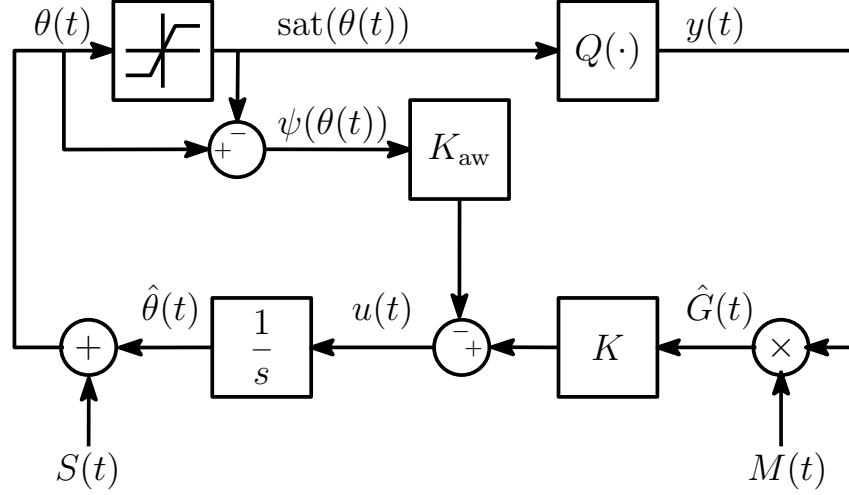 θ(t) sat(θ(t)) Q(·) y(t)
+ − ψ(θ(t)) K_aw
θ̂(t) u(t) Ĝ(t)
+ 1/s − + K ×
S(t) M(t)